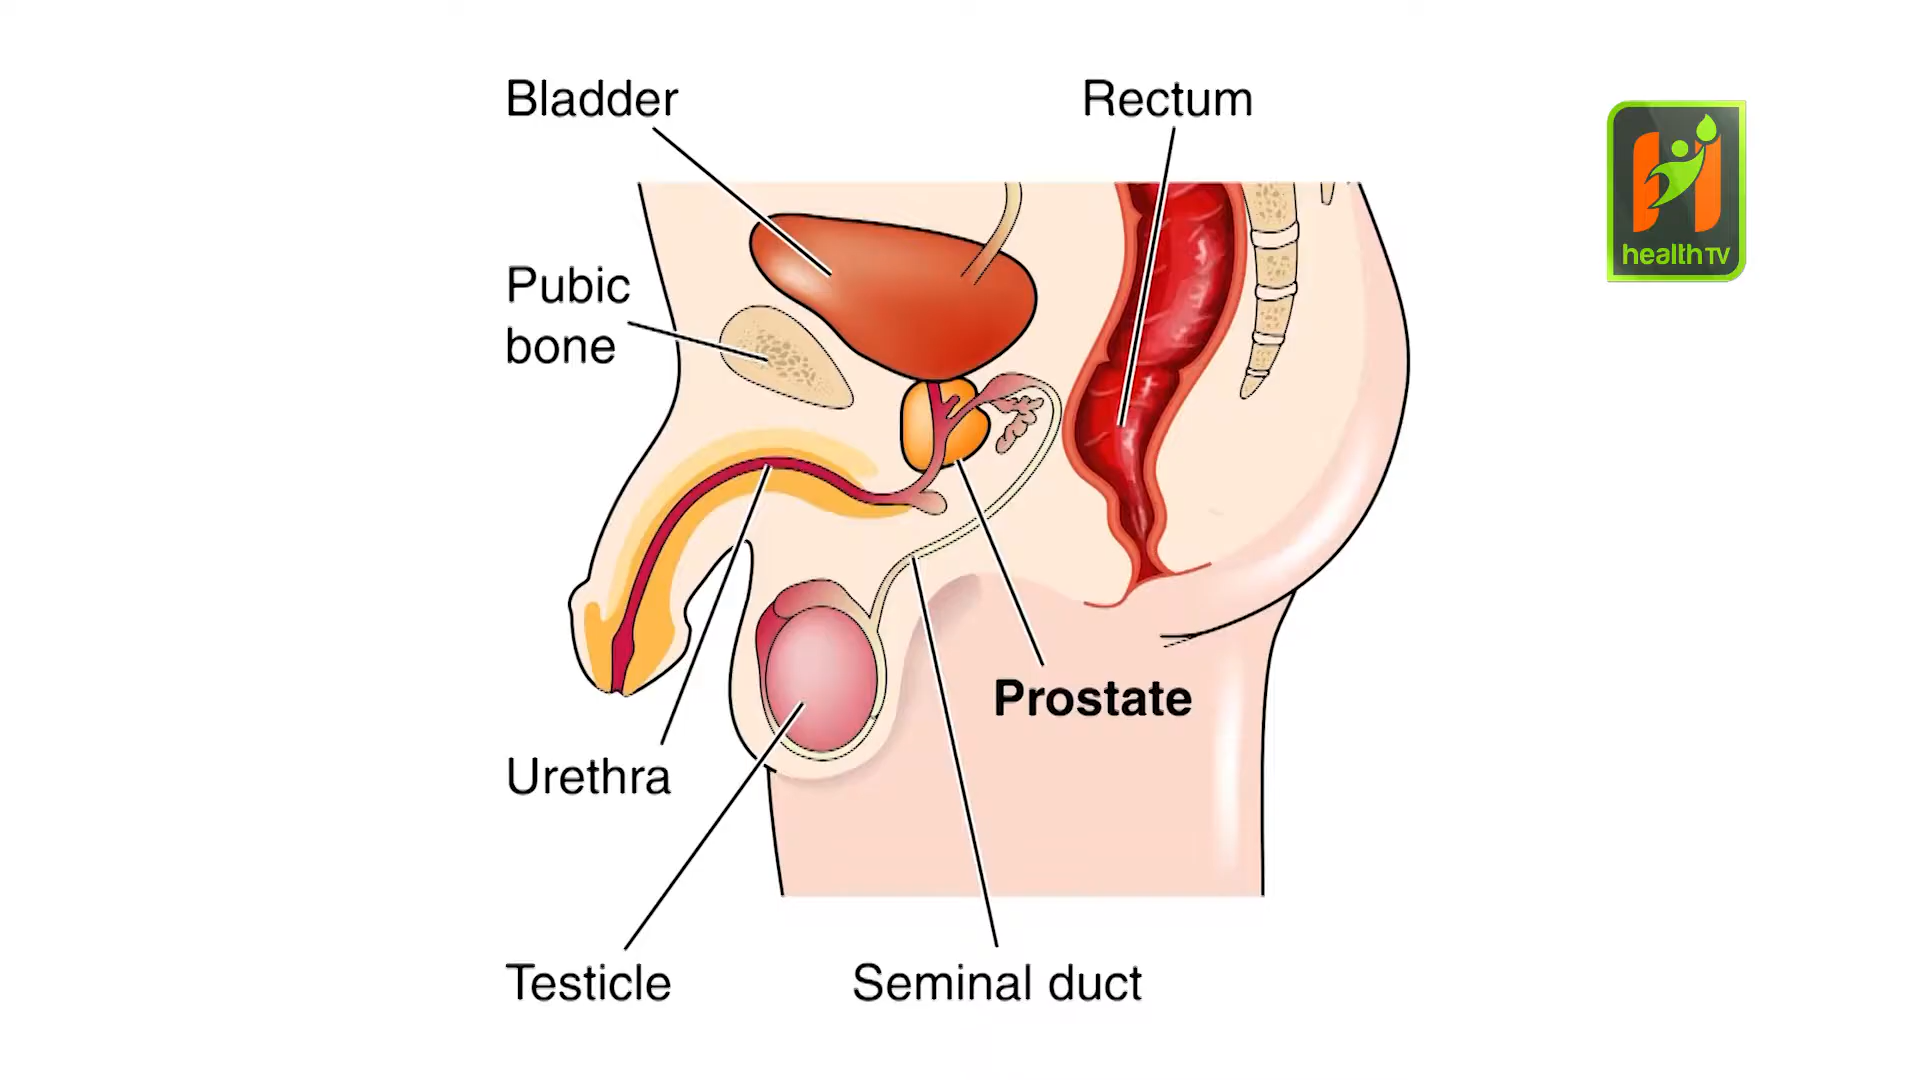 Bladder
Rectum
health TV
Pubic
bone
Prostate
Urethra
Testicle
Seminal duct